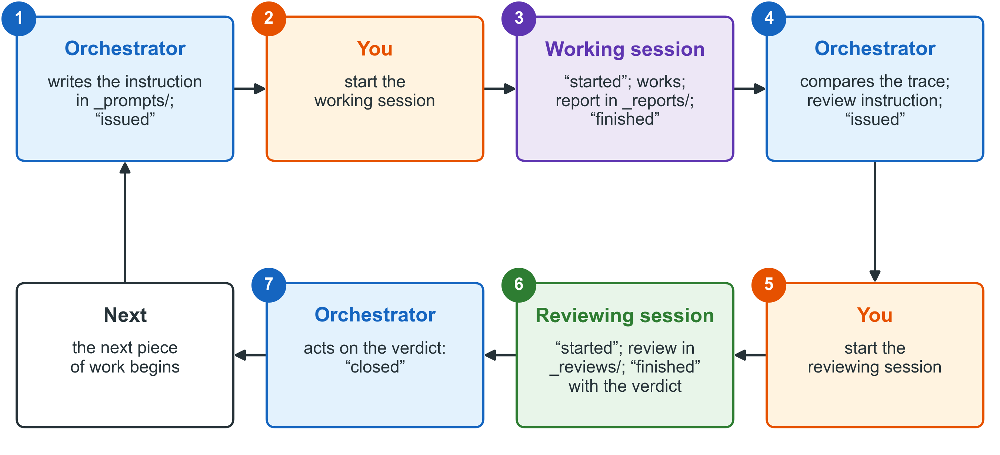 1
Orchestrator
writes the instruction
in _prompts/;
“issued”
2
You
start the
working session
3
Working session
“started”; works;
report in _reports/;
“finished”
4
Orchestrator
compares the trace;
review instruction;
“issued”
5
You
start the
reviewing session
6
Reviewing session
“started”; review in
_reviews/; “finished”
with the verdict
7
Orchestrator
acts on the verdict:
“closed”
Next
the next piece
of work begins